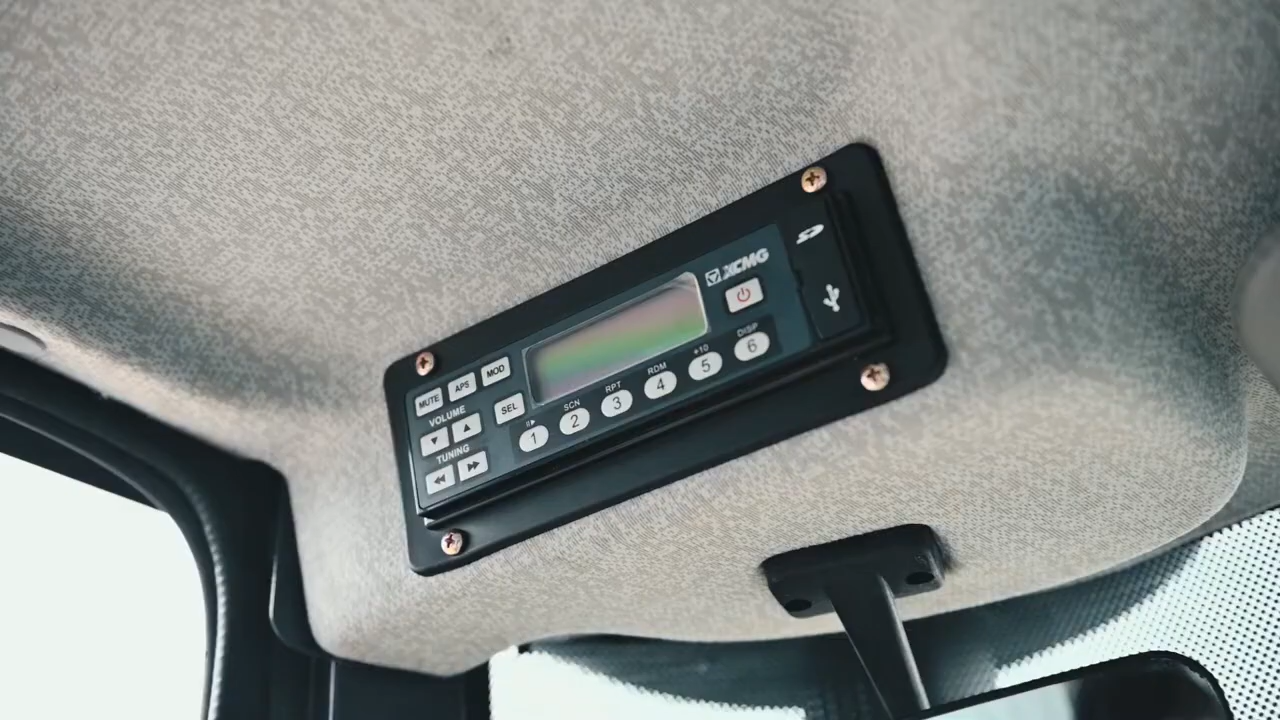 XCMG
MUTE APS MOD
VOLUME
SEL
TUNING
SCN RPT RDM +10 DISP
1 2 3 4 5 6